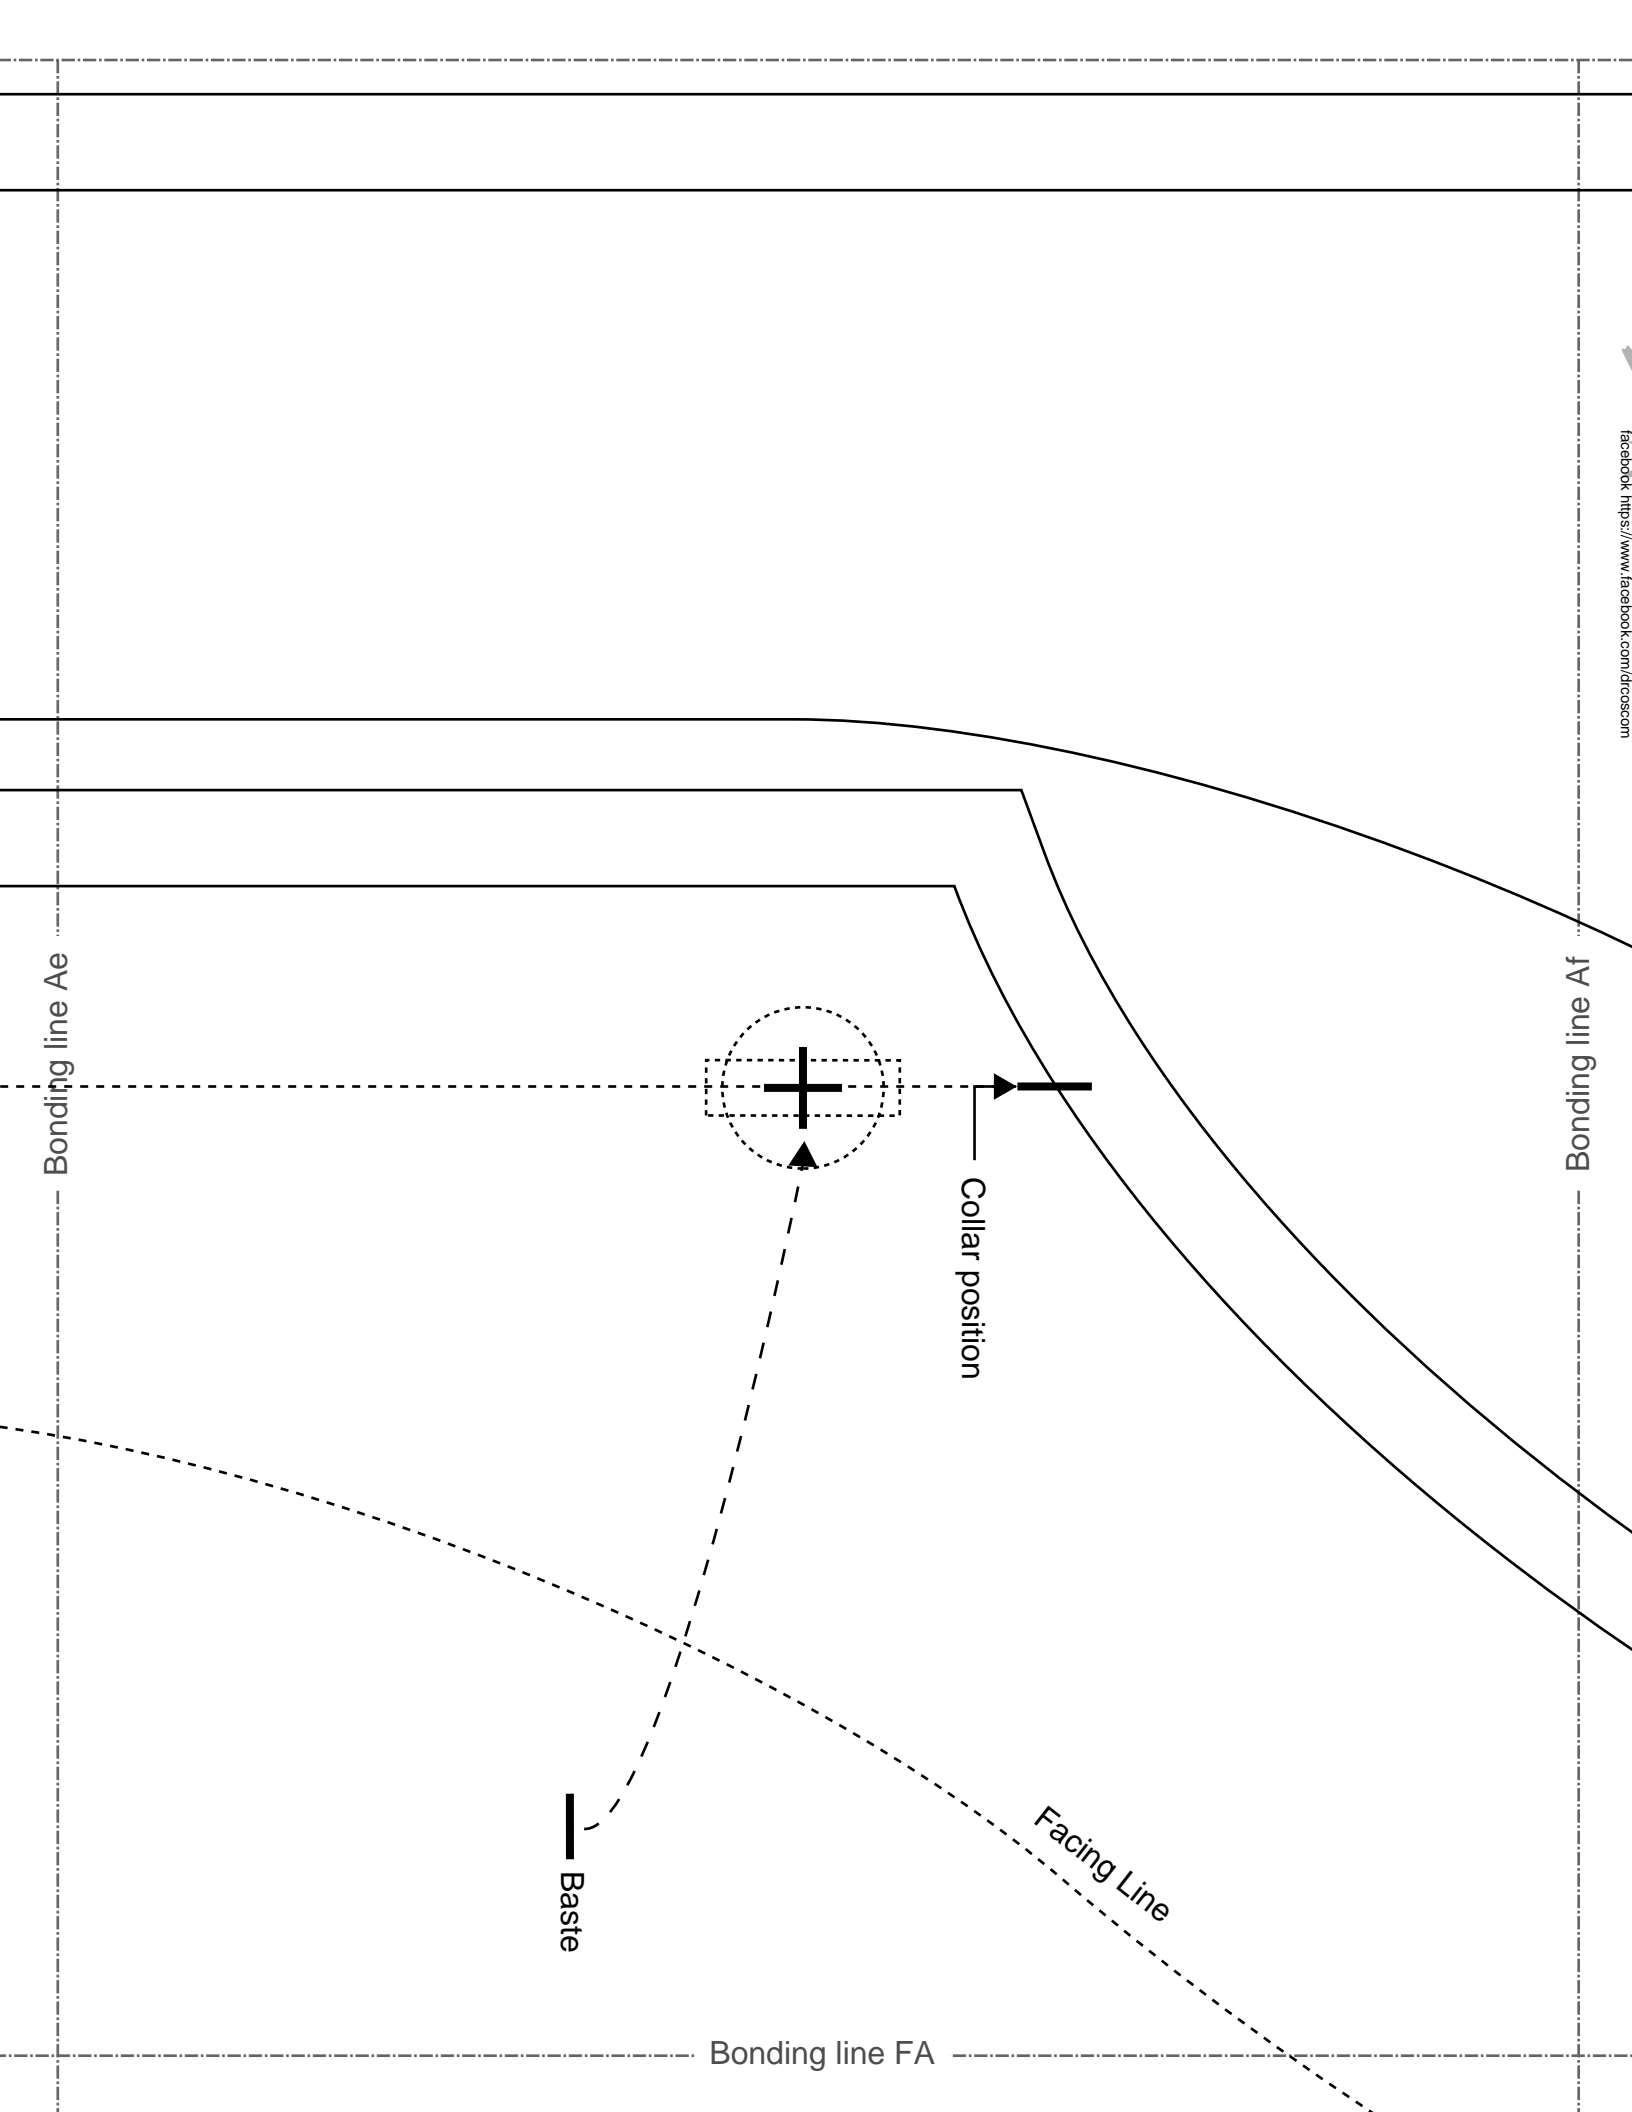 facebook https://www.facebook.com/drcoscom
Bonding line Ae
Bonding line Af
Collar position
Facing Line
Baste
Bonding line FA